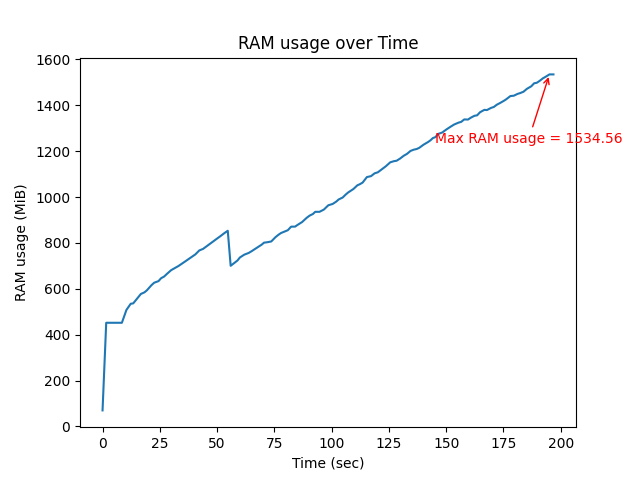 RAM usage over Time
RAM usage (MiB)
1600
1400
1200
1000
800
600
400
200
0
Max RAM usage = 1534.56
0 25 50 75 100 125 150 175 200
Time (sec)